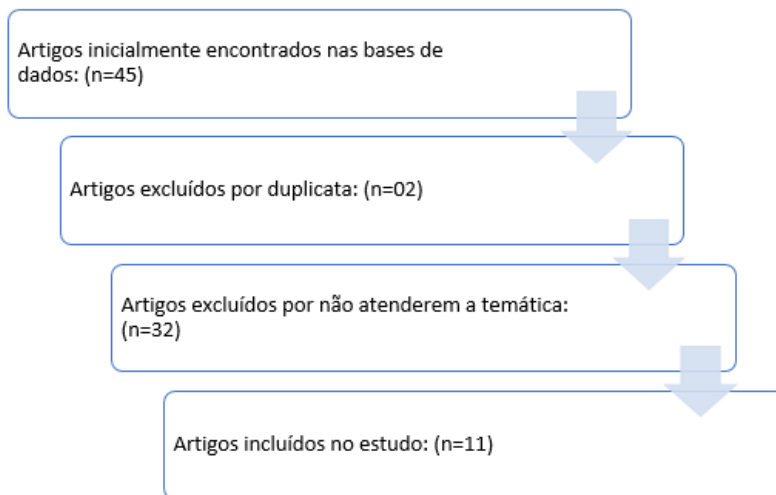 Artigos inicialmente encontrados nas bases de
dados: (n=45)
Artigos excluídos por duplicata: (n=02)
Artigos excluídos por não atenderem a temática:
(n=32)
Artigos incluídos no estudo: (n=11)